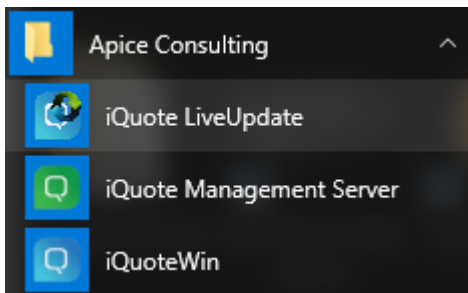 Apice Consulting
iQuote LiveUpdate
iQuote Management Server
iQuoteWin